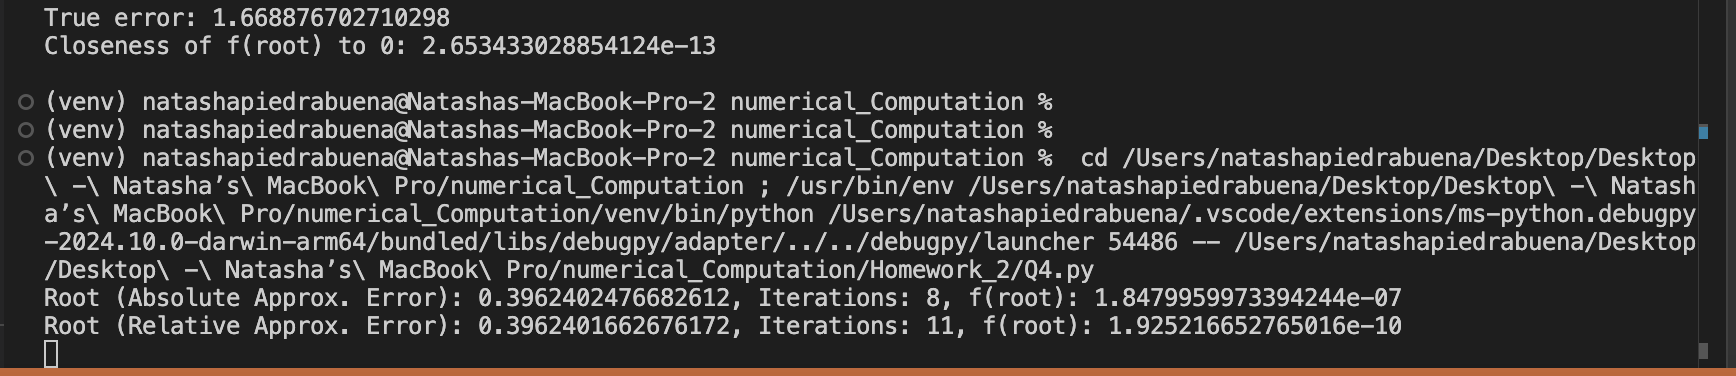 True error: 1.668876702710298
Closeness of f(root) to 0: 2.653433028854124e-13
(venv) natashapiedrabuena@Natashas-MacBook-Pro-2 numerical_Computation %
(venv) natashapiedrabuena@Natashas-MacBook-Pro-2 numerical_Computation %
(venv) natashapiedrabuena@Natashas-MacBook-Pro-2 numerical_Computation %  cd /Users/natashapiedrabuena/Desktop/Desktop
\ -\ Natasha’s\ MacBook\ Pro/numerical_Computation ; /usr/bin/env /Users/natashapiedrabuena/Desktop/Desktop\ -\ Natash
a’s\ MacBook\ Pro/numerical_Computation/venv/bin/python /Users/natashapiedrabuena/.vscode/extensions/ms-python.debugpy
-2024.10.0-darwin-arm64/bundled/libs/debugpy/adapter/../../debugpy/launcher 54486 -- /Users/natashapiedrabuena/Desktop
/Desktop\ -\ Natasha’s\ MacBook\ Pro/numerical_Computation/Homework_2/Q4.py
Root (Absolute Approx. Error): 0.3962402476682612, Iterations: 8, f(root): 1.8479959973394244e-07
Root (Relative Approx. Error): 0.3962401662676172, Iterations: 11, f(root): 1.925216652765016e-10